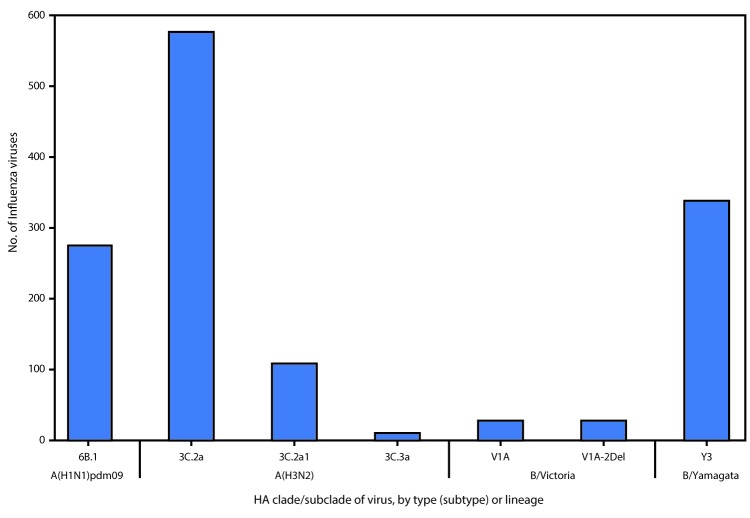 No. of Influenza viruses
600
500
400
300
200
100
0
6B.1 3C.2a 3C.2a1 3C.3a V1A V1A-2Del Y3
A(H1N1)pdm09 A(H3N2) B/Victoria B/Yamagata
HA clade/subclade of virus, by type (subtype) or lineage